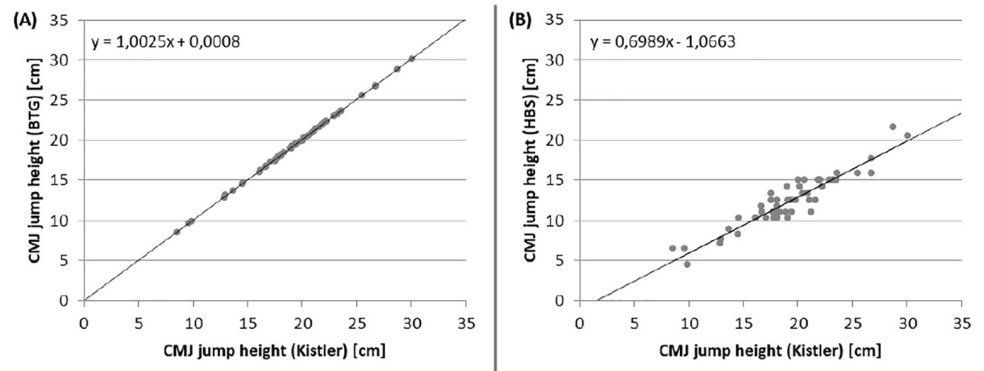 (A)
y = 1,0025x + 0,0008
CMJ jump height (BTG) [cm]
35
30
25
20
15
10
5
0
0 5 10 15 20 25 30 35
CMJ jump height (Kistler) [cm]
(B)
y = 0,6989x - 1,0663
CMJ jump height (HBS) [cm]
35
30
25
20
15
10
5
0
0 5 10 15 20 25 30 35
CMJ jump height (Kistler) [cm]